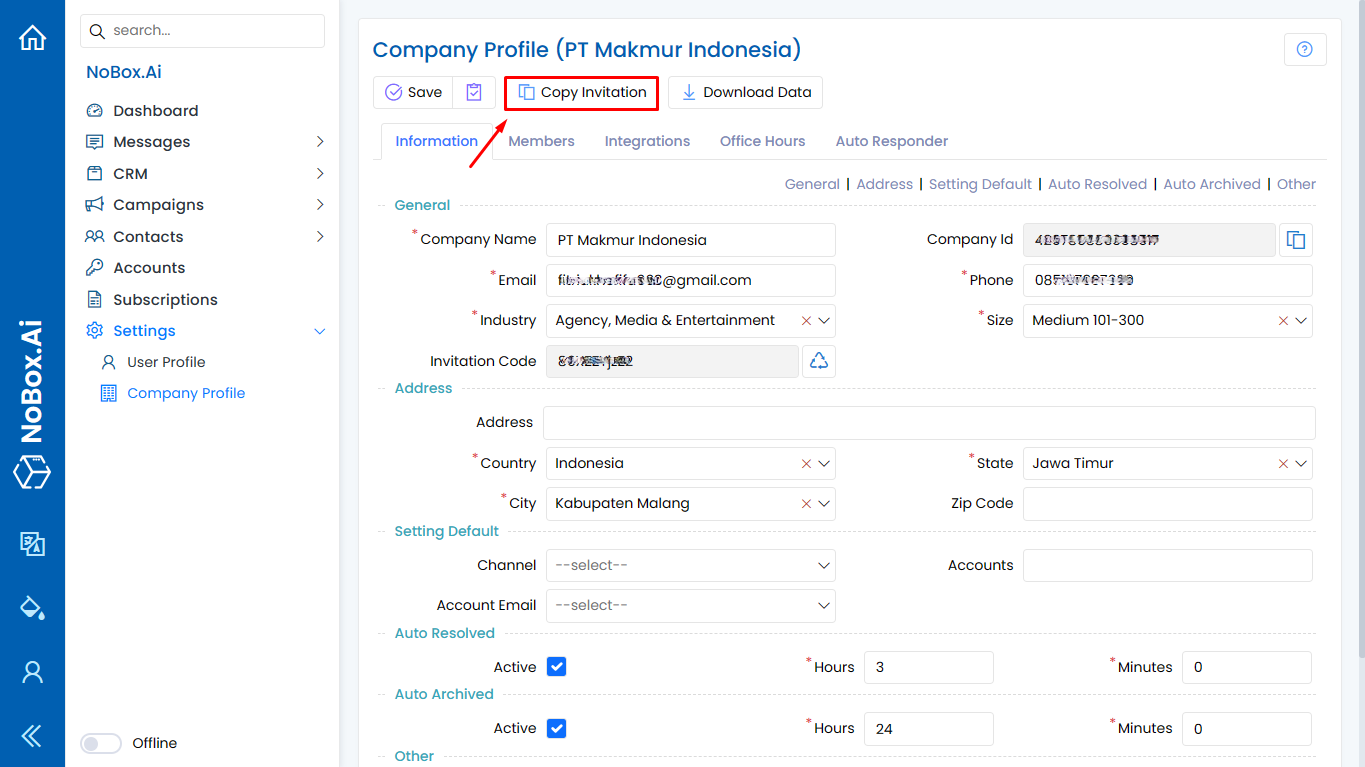 search...
NoBox.Ai
Dashboard
Messages
CRM
Campaigns
Contacts
Accounts
Subscriptions
Settings
User Profile
Company Profile
Offline
NoBox.Ai
Company Profile (PT Makmur Indonesia)
Save Copy Invitation Download Data
Information Members Integrations Office Hours Auto Responder
General | Address | Setting Default | Auto Resolved | Auto Archived | Other
General
* Company Name PT Makmur Indonesia Company Id
* Email @gmail.com * Phone
* Industry Agency, Media & Entertainment * Size Medium 101-300
Invitation Code
Address
Address
* Country Indonesia * State Jawa Timur
* City Kabupaten Malang Zip Code
Setting Default
Channel --select-- Accounts
Account Email --select--
Auto Resolved
Active * Hours 3 * Minutes 0
Auto Archived
Active * Hours 24 * Minutes 0
Other